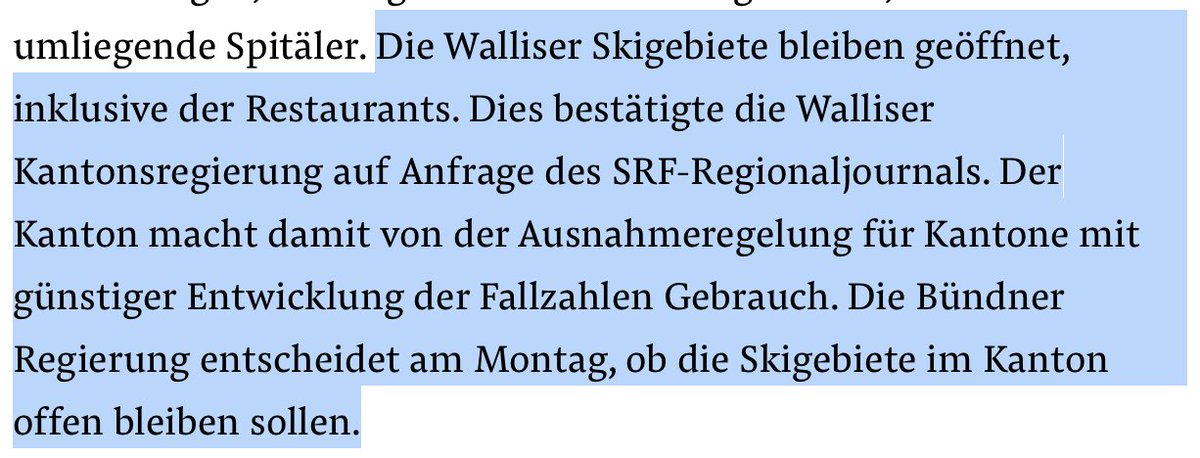 umliegende Spitäler. Die Walliser Skigebiete bleiben geöffnet,
inklusive der Restaurants. Dies bestätigte die Walliser
Kantonsregierung auf Anfrage des SRF-Regionaljournals. Der
Kanton macht damit von der Ausnahmeregelung für Kantone mit
günstiger Entwicklung der Fallzahlen Gebrauch. Die Bündner
Regierung entscheidet am Montag, ob die Skigebiete im Kanton
offen bleiben sollen.